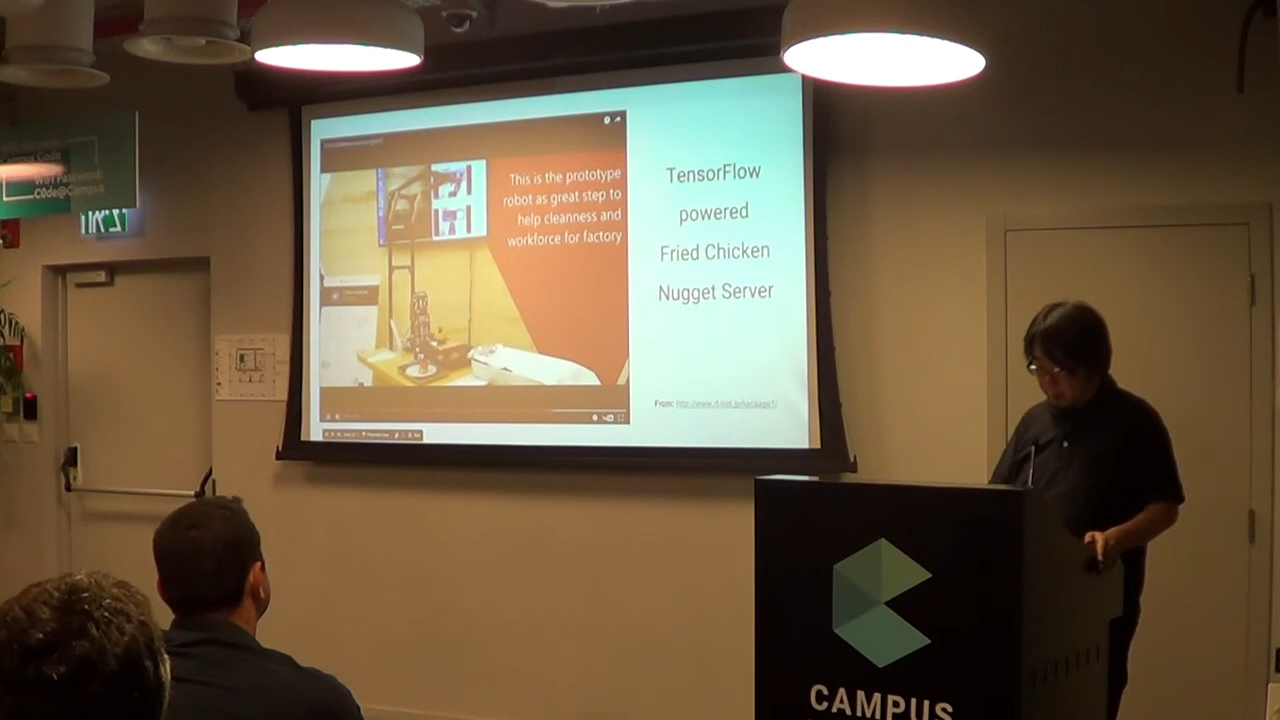 WiFi Password:
C0de@Campus
This is the prototype
robot as great step to
help cleanness and
workforce for factory
TensorFlow
powered
Fried Chicken
Nugget Server
From:
CAMPUS